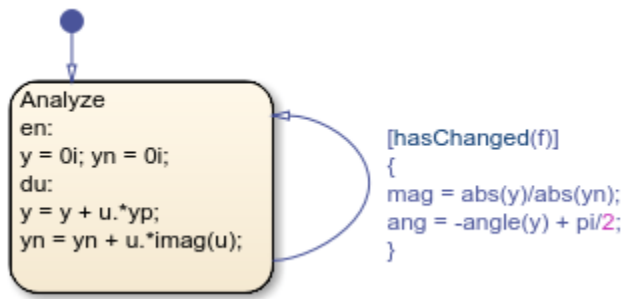 Analyze
en:
y = 0i; yn = 0i;
du:
y = y + u.*yp;
yn = yn + u.*imag(u);
[hasChanged(f)]
{
mag = abs(y)/abs(yn);
ang = -angle(y) + pi/2;
}